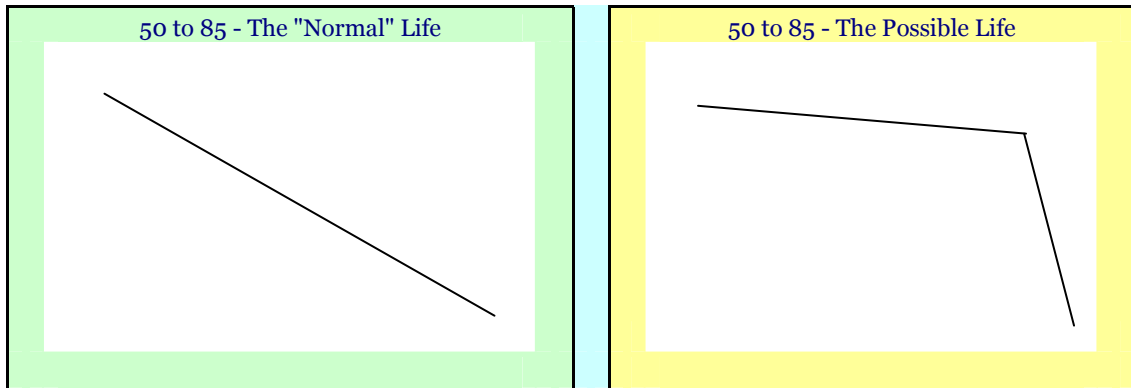 50 to 85 - The "Normal" Life
50 to 85 - The Possible Life